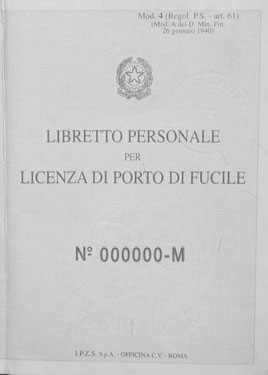 Mod. 4 (Regol. P.S. - art. 61)
(Mod. A del D. Min. Fin.
26 gennaio 1940)
LIBRETTO PERSONALE
PER
LICENZA DI PORTO DI FUCILE
Nº 000000-M
I.P.Z.S. S.p.A. - OFFICINA C.V. - ROMA